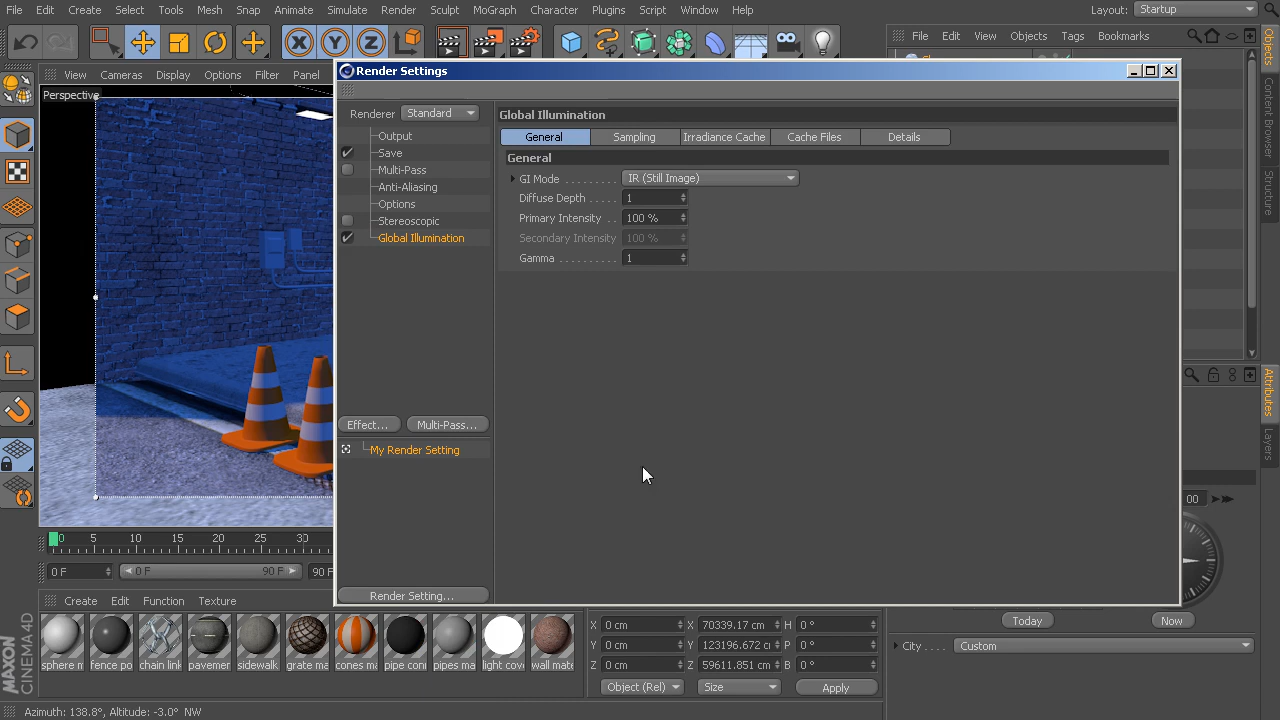 File Edit Create Select Tools Mesh Snap Animate Simulate Render Sculpt MoGraph Character Plugins Script Window Help
Layout: Startup
X Y Z
File Edit View Objects Tags Bookmarks
View Cameras Display Options Filter Panel
Perspective
Render Settings
Renderer Standard
Output
Save
Multi-Pass
Anti-Aliasing
Options
Stereoscopic
Global Illumination
Effect... Multi-Pass...
My Render Setting
Render Setting...
Global Illumination
General Sampling Irradiance Cache Cache Files Details
General
GI Mode . . . . . . . . . IR (Still Image)
Diffuse Depth . . . . . 1
Primary Intensity . . 100 %
Secondary Intensity 100 %
Gamma . . . . . . . . . . 1
Objects
Content Browser
Structure
Attributes
Layers
00
0 5 10 15 20 25 30
0 F 0 F 90 F 90 F
Create Edit Function Texture
sphere m fence po chain link pavemer sidewalk grate ma cones ma pipe coni pipes ma light cove wall mate
X 0 cm X 70339.17 cm H 0 °
Y 0 cm Y 123196.672 c P 0 °
Z 0 cm Z 59611.851 cm B 0 °
Object (Rel) Size Apply
Today Now
City . . . . Custom
MAXON
CINEMA 4D
Azimuth: 138.8°, Altitude: -3.0° NW